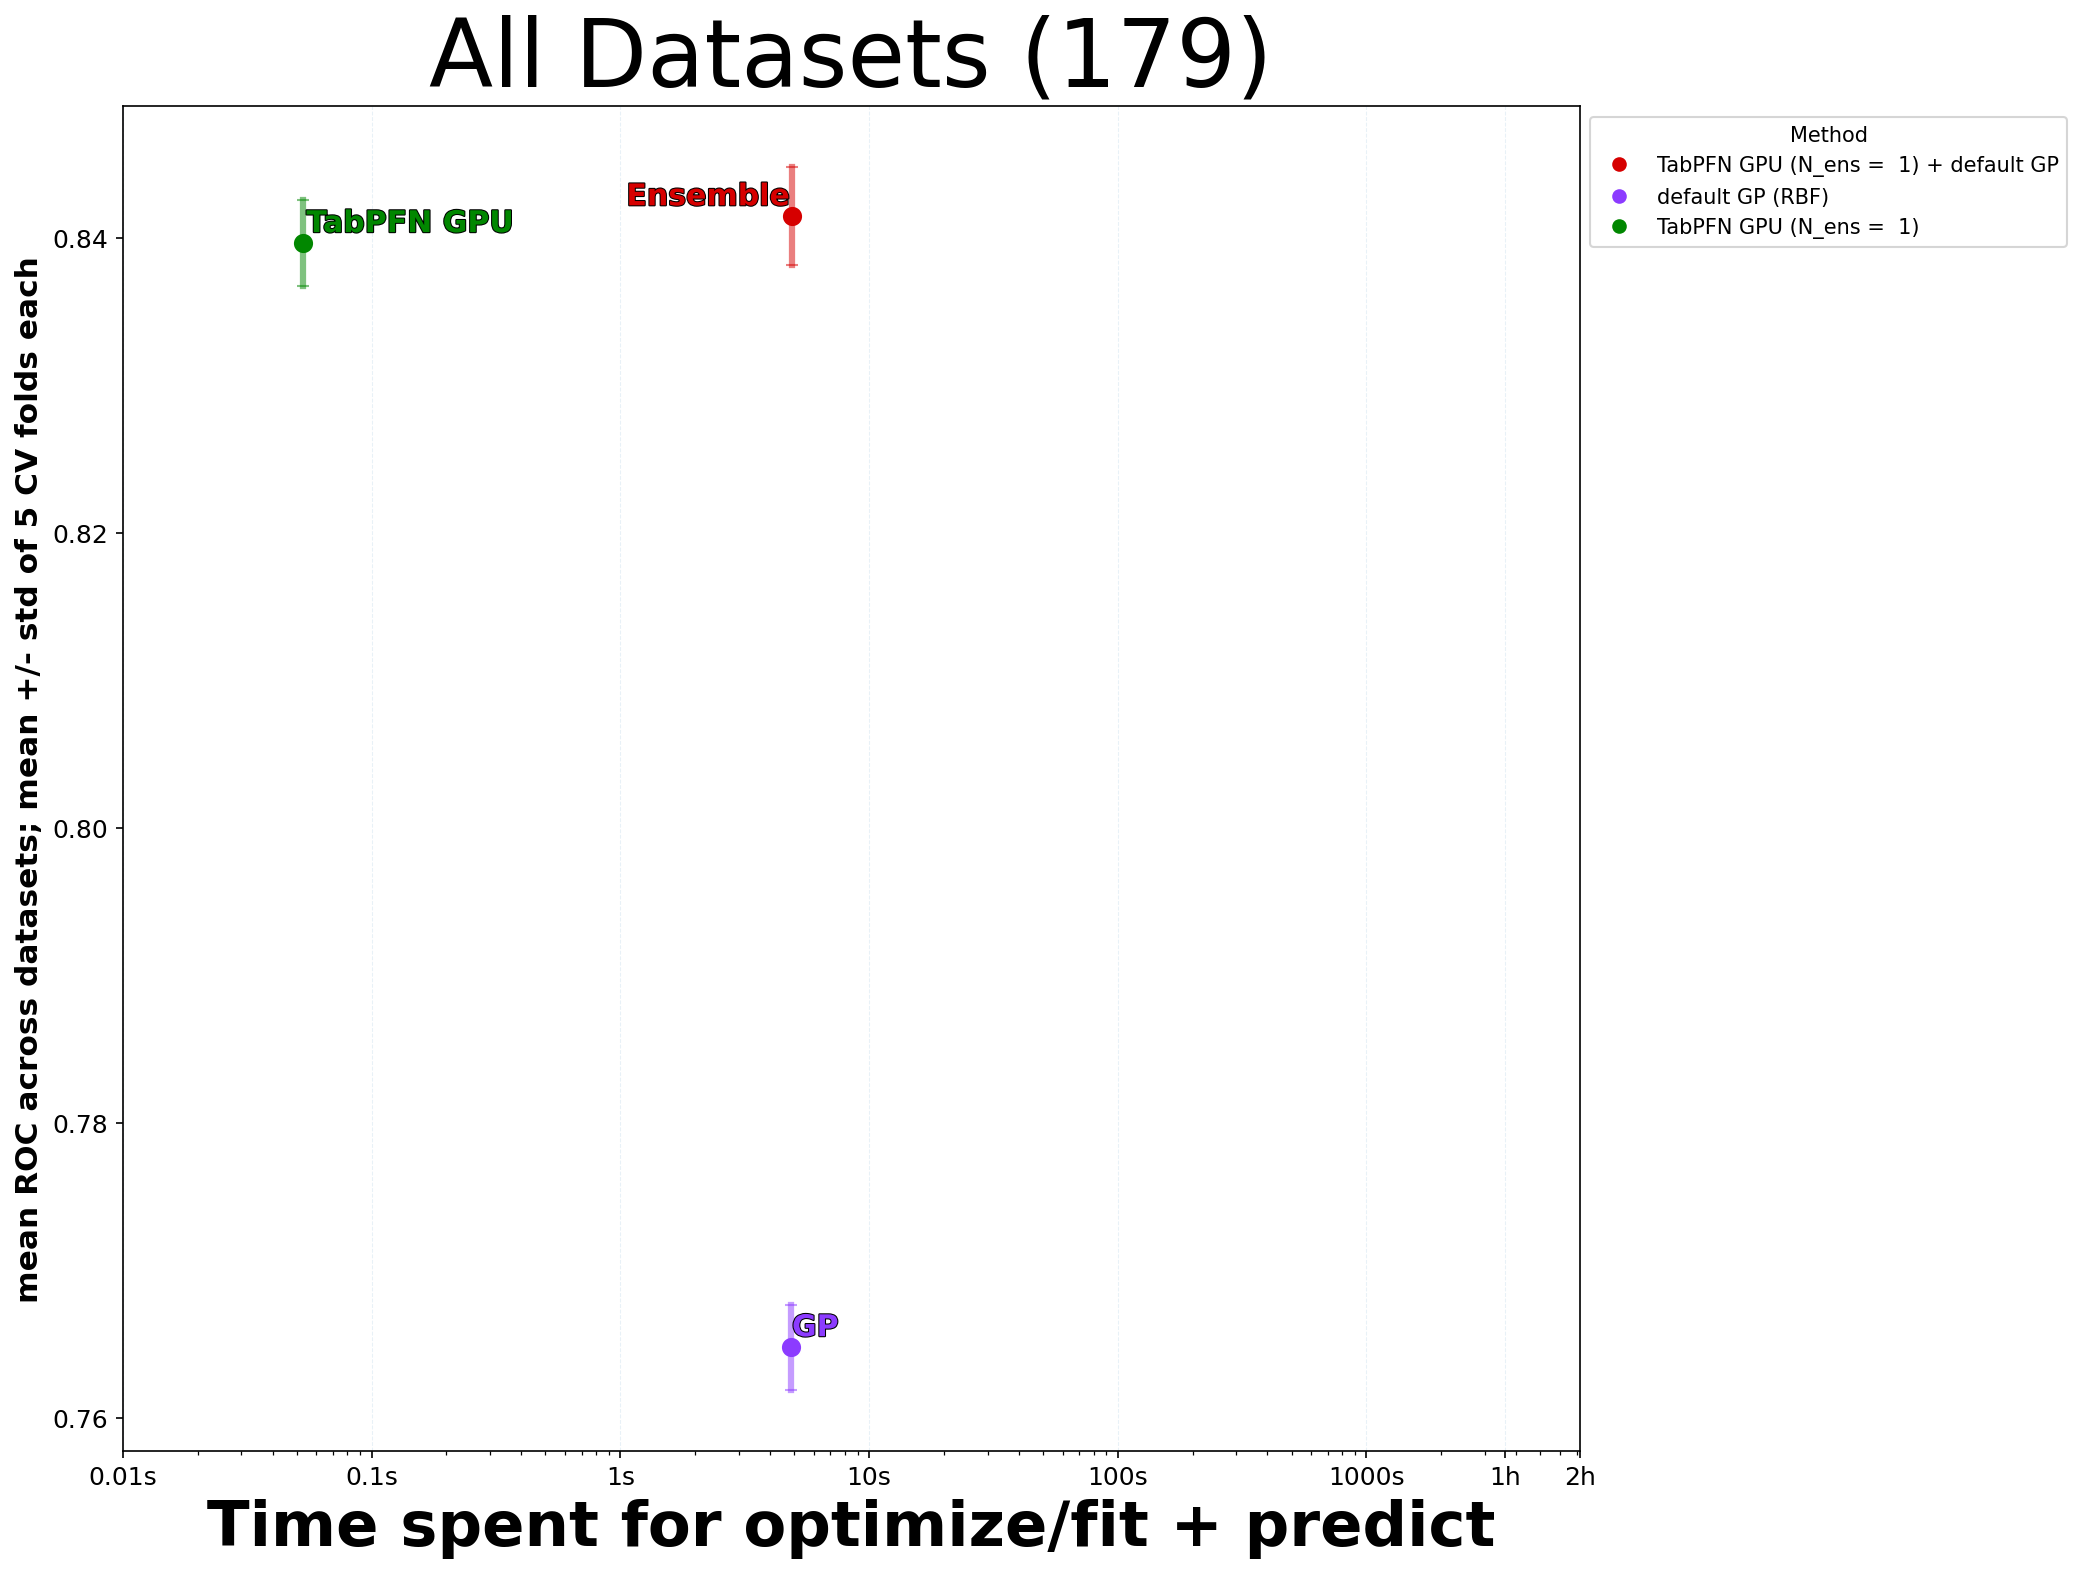 All Datasets (179)
mean ROC across datasets; mean +/- std of 5 CV folds each
0.84
0.82
0.80
0.78
0.76
TabPFN GPU
Ensemble
GP
Method
TabPFN GPU (N_ens =  1) + default GP
default GP (RBF)
TabPFN GPU (N_ens =  1)
0.01s 0.1s 1s 10s 100s 1000s 1h 2h
Time spent for optimize/fit + predict